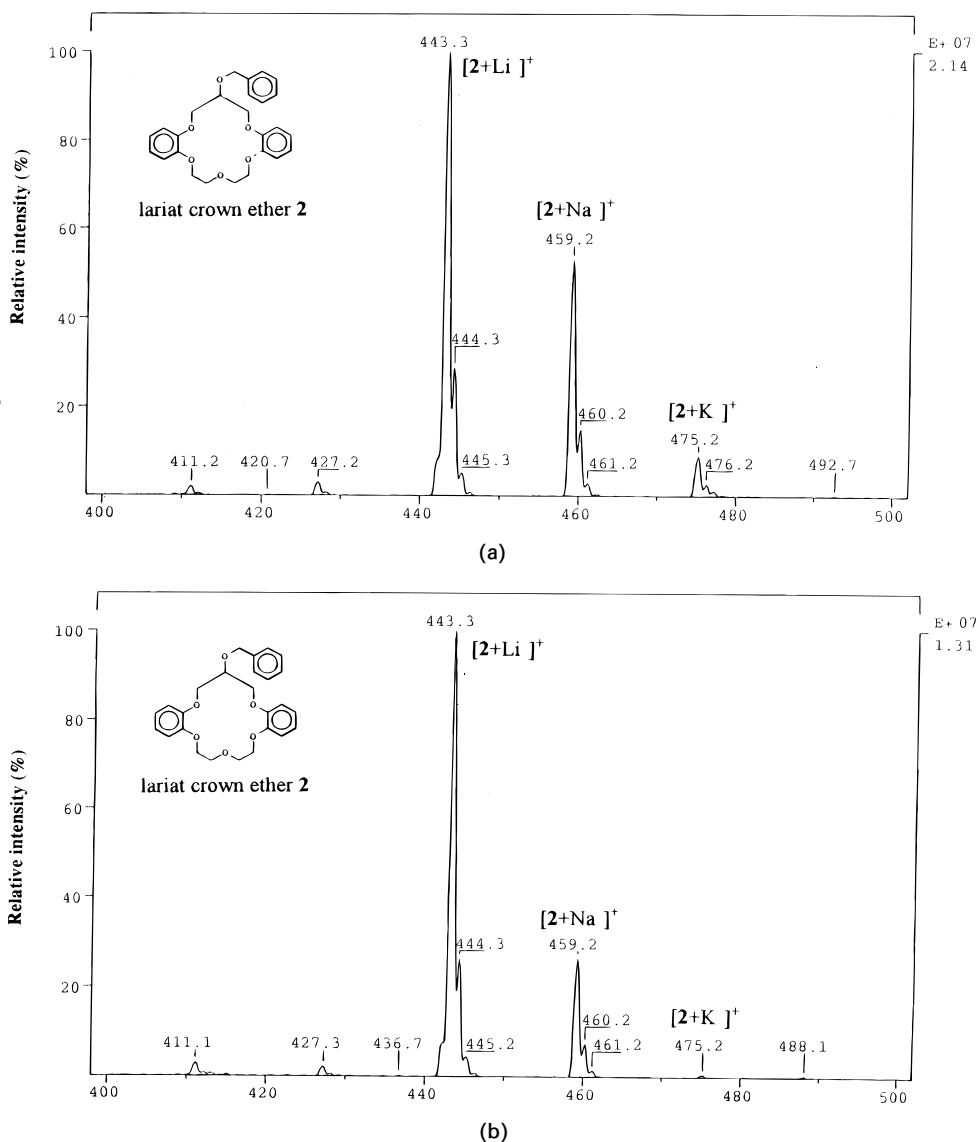 443.3
E+ 07
2.14
100
[2+Li ]+
80
lariat crown ether 2
60
[2+Na ]+
459.2
Relative intensity (%)
40
444.3
[2+K ]+
475.2
20
460.2
411.2 420.7 427.2
445.3
461.2
476.2
492.7
400 420 440 460 480 500
(a)
443.3
E+ 07
1.31
100
[2+Li ]+
80
lariat crown ether 2
60
Relative intensity (%)
40
[2+Na ]+
459.2
444.3
20
[2+K ]+
411.1 427.3 436.7
445.2
460.2
461.2
475.2
488.1
400 420 440 460 480 500
(b)